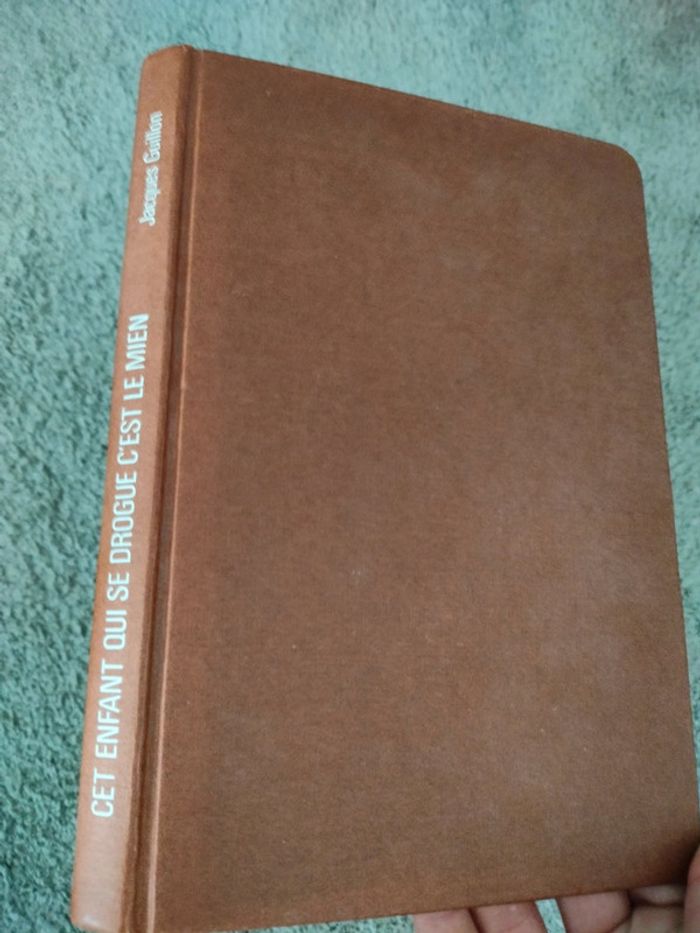 Jacques Guillon
CET ENFANT QUI SE DROGUE C'EST LE MIEN